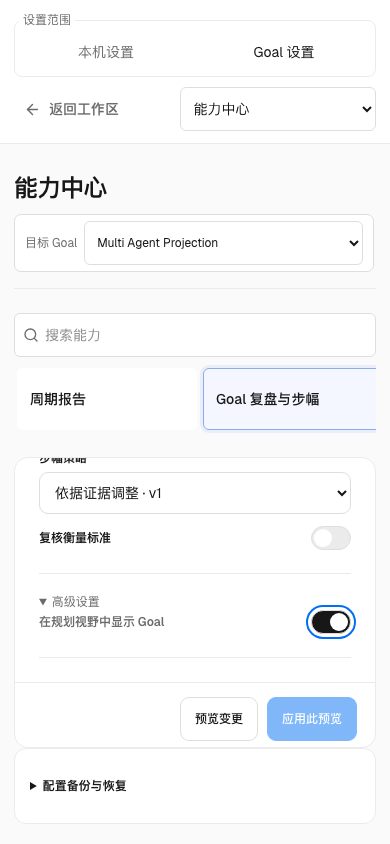 设置范围
本机设置
Goal 设置
返回工作区
能力中心
能力中心
目标 Goal
Multi Agent Projection
搜索能力
周期报告
Goal 复盘与步幅
步幅策略
依据证据调整 · v1
复核衡量标准
高级设置
在规划视野中显示 Goal
预览变更
应用此预览
配置备份与恢复